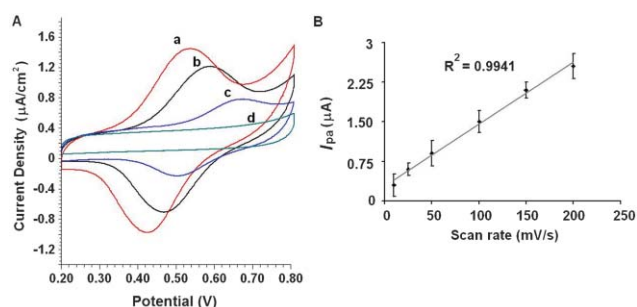 A
Current Density (µA/cm²)
1.6
1.2
0.8
0.4
0
-0.4
-0.8
-1.2
a
b
c
d
0.20
0.30
0.40
0.50
0.60
0.70
0.80
Potential (V)
B
Ipa (µA)
3
2.25
1.5
0.75
0
R² = 0.9941
0
50
100
150
200
250
Scan rate (mV/s)